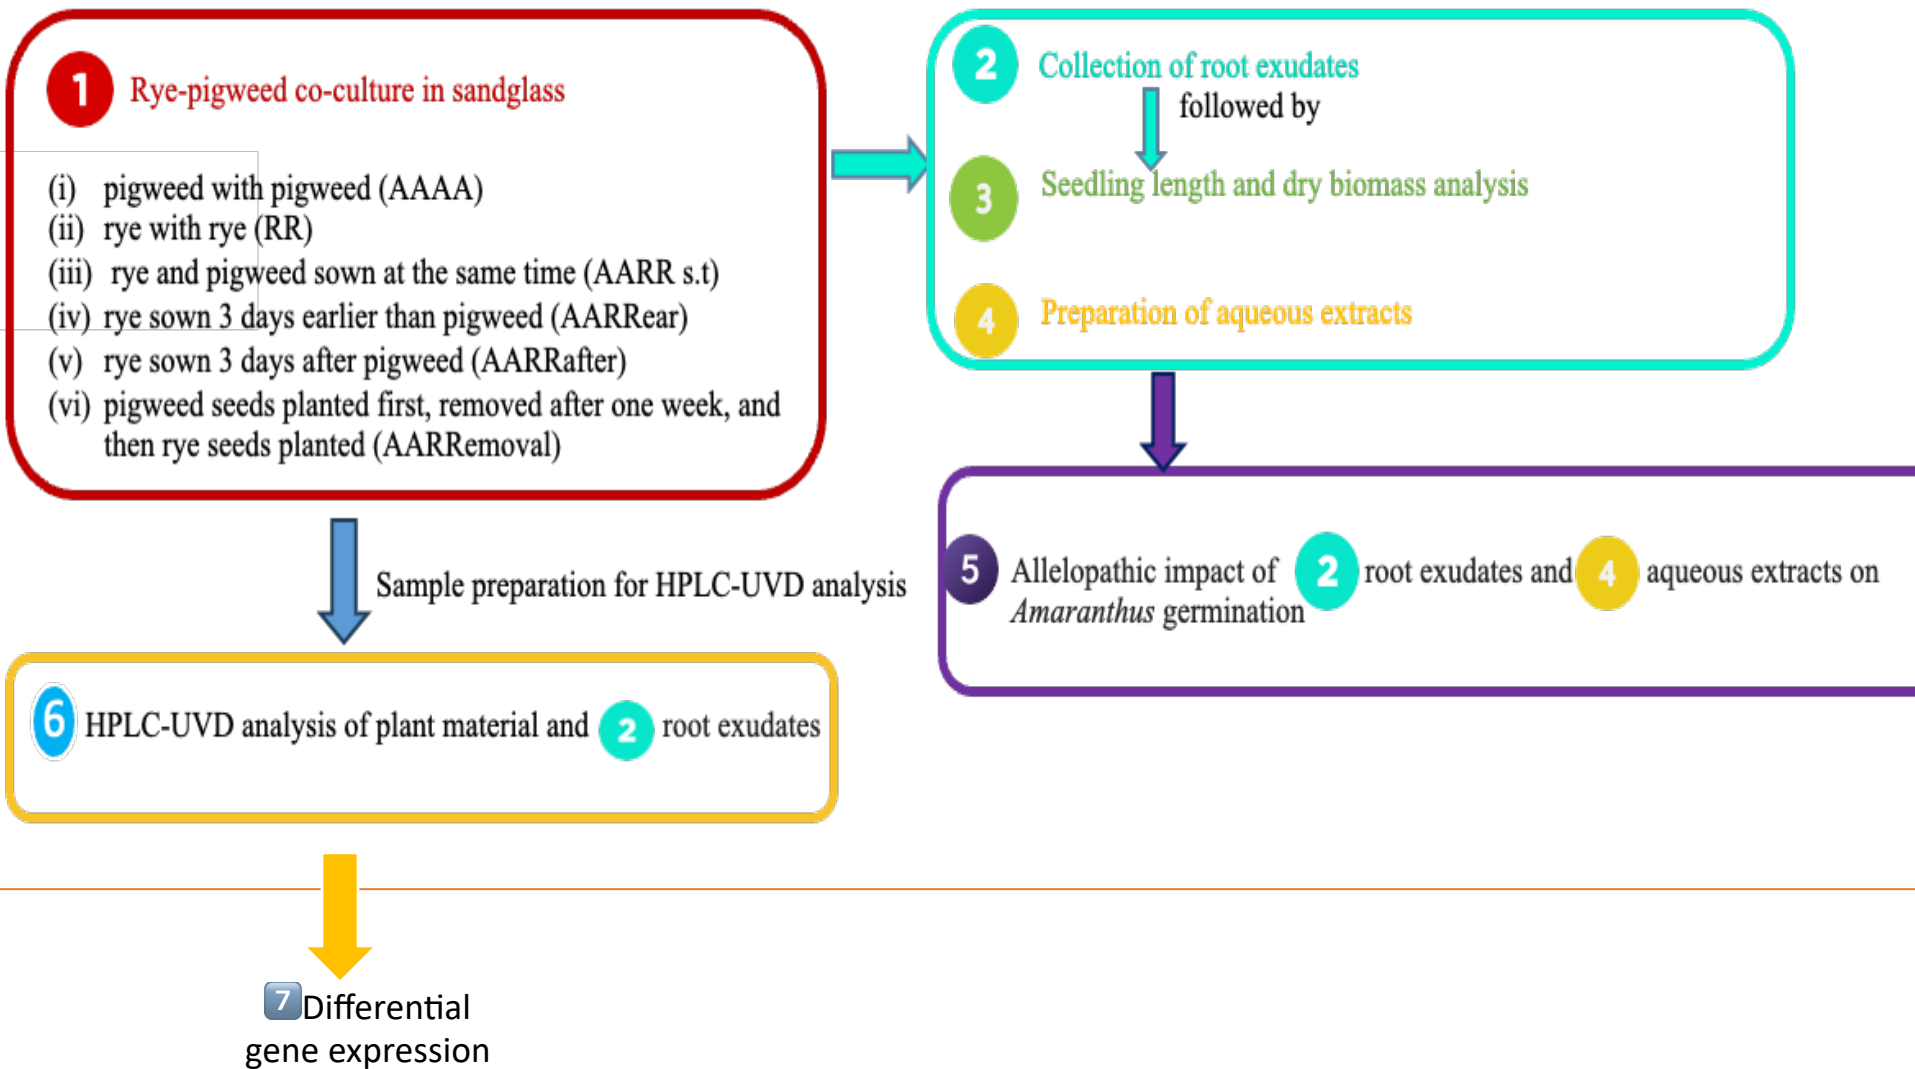 1 Rye-pigweed co-culture in sandglass
(i) pigweed with pigweed (AAAA)
(ii) rye with rye (RR)
(iii) rye and pigweed sown at the same time (AARR s.t)
(iv) rye sown 3 days earlier than pigweed (AARRear)
(v) rye sown 3 days after pigweed (AARRafter)
(vi) pigweed seeds planted first, removed after one week, and
then rye seeds planted (AARRemoval)
2 Collection of root exudates
followed by
3 Seedling length and dry biomass analysis
4 Preparation of aqueous extracts
5 Allelopathic impact of 2 root exudates and 4 aqueous extracts on
Amaranthus germination
Sample preparation for HPLC-UVD analysis
6 HPLC-UVD analysis of plant material and 2 root exudates
7 Differential
gene expression